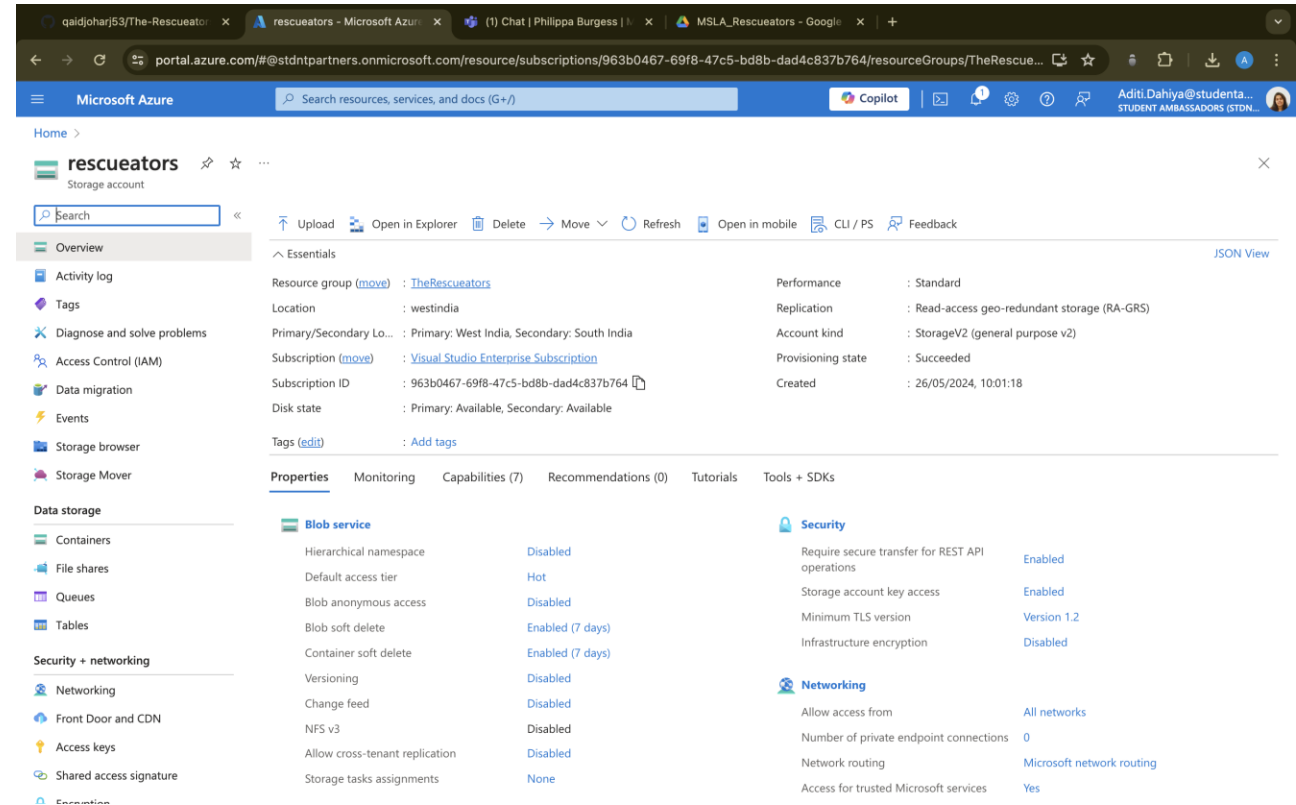 qaidjoharj53/The-Rescueator
rescueators - Microsoft Azure
(1) Chat | Philippa Burgess | M
MSLA_Rescueators - Google
portal.azure.com/#@stdntpartners.onmicrosoft.com/resource/subscriptions/963b0467-69f8-47c5-bd8b-dad4c837b764/resourceGroups/TheRescue...
A
Microsoft Azure
Search resources, services, and docs (G+/)
Copilot
1
Aditi.Dahiya@studenta...
STUDENT AMBASSADORS (STDN...
Home >
rescueators
Storage account
Search
Overview
Activity log
Tags
Diagnose and solve problems
Access Control (IAM)
Data migration
Events
Storage browser
Storage Mover
Data storage
Containers
File shares
Queues
Tables
Security + networking
Networking
Front Door and CDN
Access keys
Shared access signature
Encryption
Upload Open in Explorer Delete Move Refresh Open in mobile CLI / PS Feedback
Essentials
JSON View
Resource group (move) : TheRescueators
Location : westindia
Primary/Secondary Lo... : Primary: West India, Secondary: South India
Subscription (move) : Visual Studio Enterprise Subscription
Subscription ID : 963b0467-69f8-47c5-bd8b-dad4c837b764
Disk state : Primary: Available, Secondary: Available
Tags (edit) : Add tags
Performance : Standard
Replication : Read-access geo-redundant storage (RA-GRS)
Account kind : StorageV2 (general purpose v2)
Provisioning state : Succeeded
Created : 26/05/2024, 10:01:18
Properties Monitoring Capabilities (7) Recommendations (0) Tutorials Tools + SDKs
Blob service
Hierarchical namespace Disabled
Default access tier Hot
Blob anonymous access Disabled
Blob soft delete Enabled (7 days)
Container soft delete Enabled (7 days)
Versioning Disabled
Change feed Disabled
NFS v3 Disabled
Allow cross-tenant replication Disabled
Storage tasks assignments None
Security
Require secure transfer for REST API
operations Enabled
Storage account key access Enabled
Minimum TLS version Version 1.2
Infrastructure encryption Disabled
Networking
Allow access from All networks
Number of private endpoint connections 0
Network routing Microsoft network routing
Access for trusted Microsoft services Yes